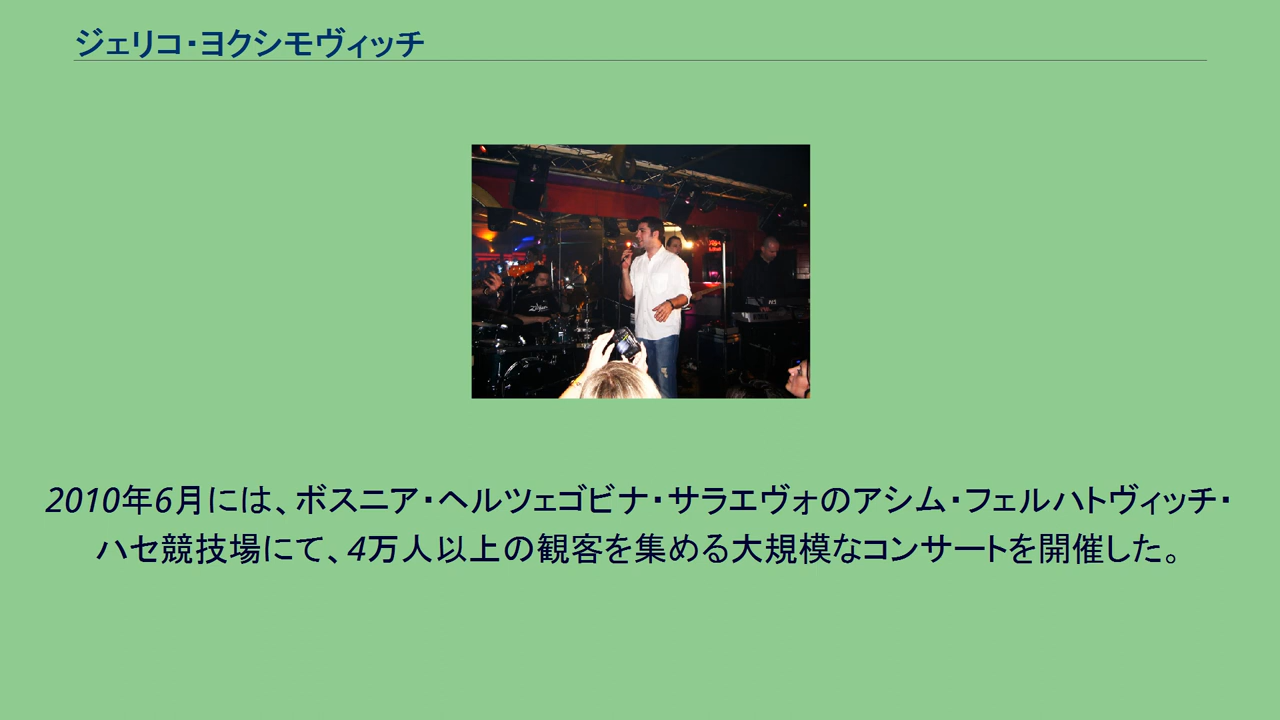 ジェリコ・ヨクシモヴィッチ
2010年6月には、ボスニア・ヘルツェゴビナ・サラエヴォのアシム・フェルハトヴィッチ・
ハセ競技場にて、4万人以上の観客を集める大規模なコンサートを開催した。